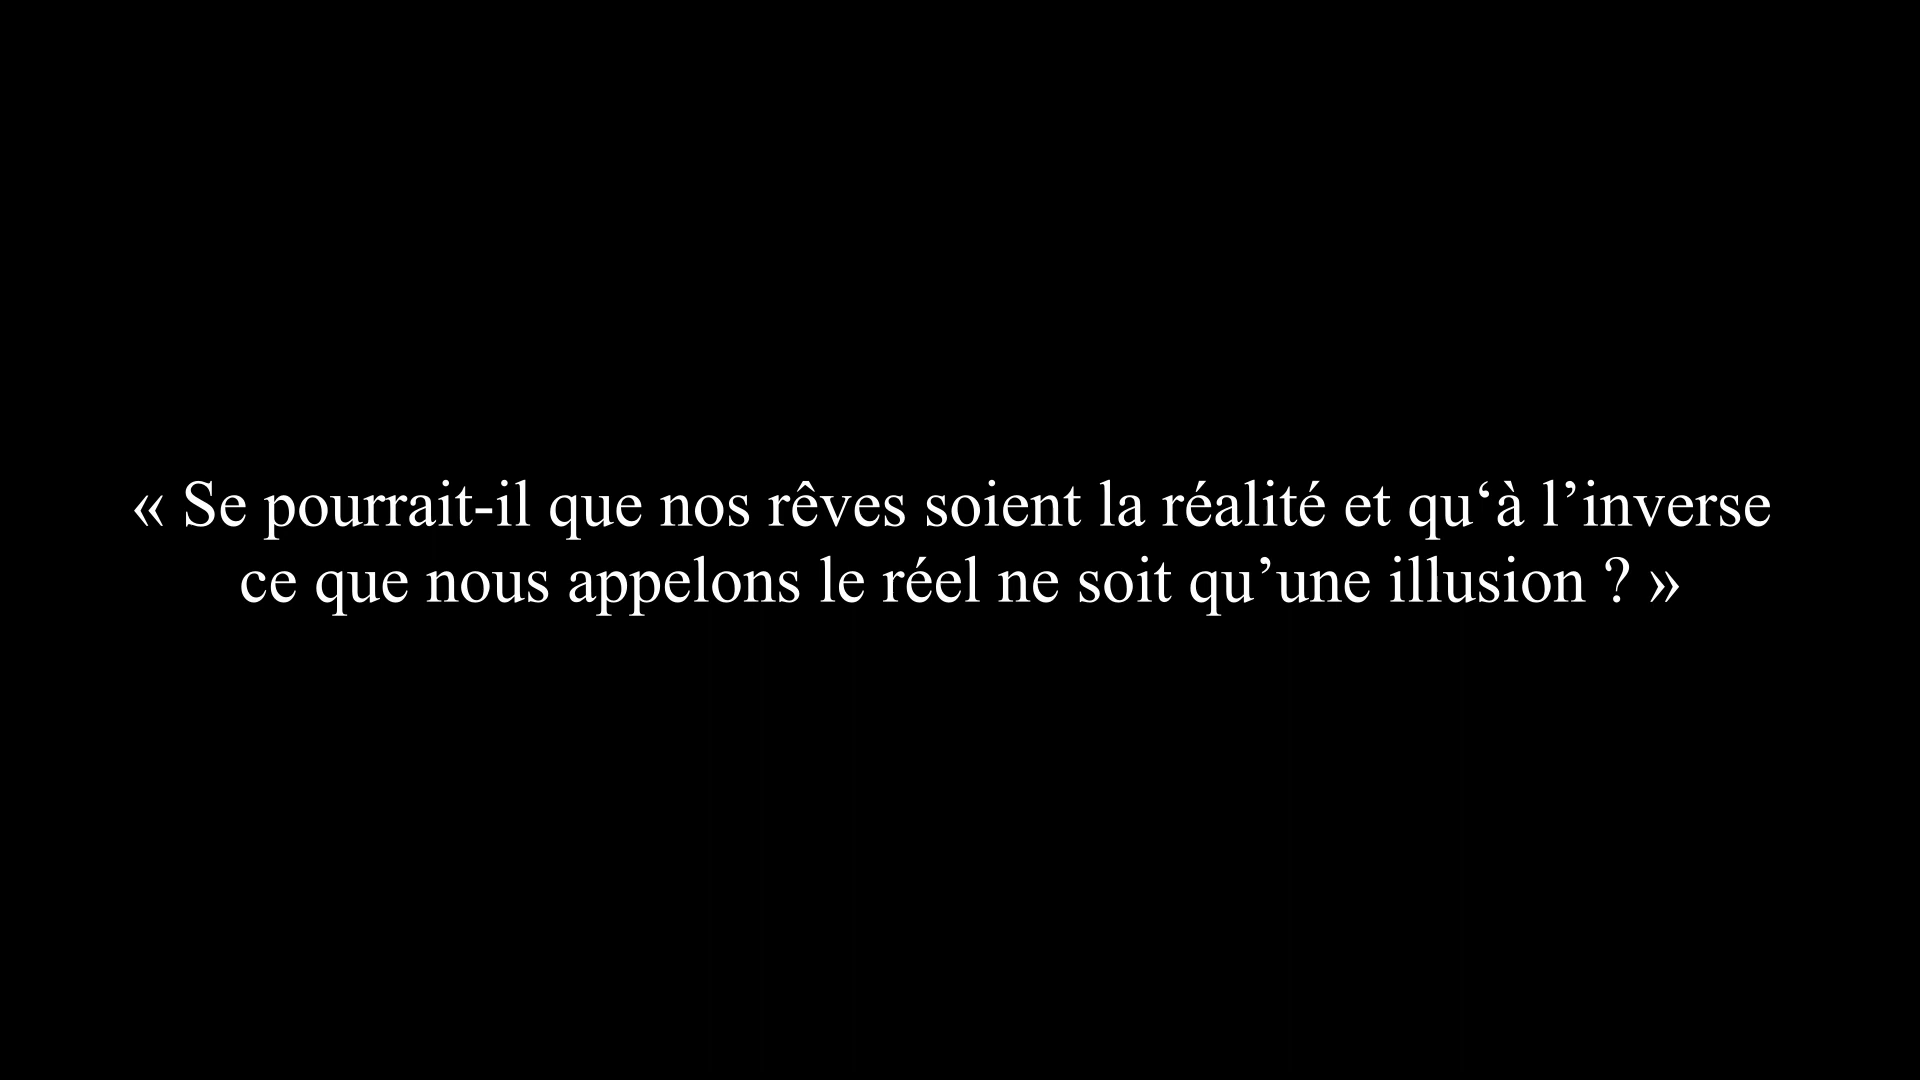 « Se pourrait-il que nos rêves soient la réalité et qu‘à l’inverse
ce que nous appelons le réel ne soit qu’une illusion ? »